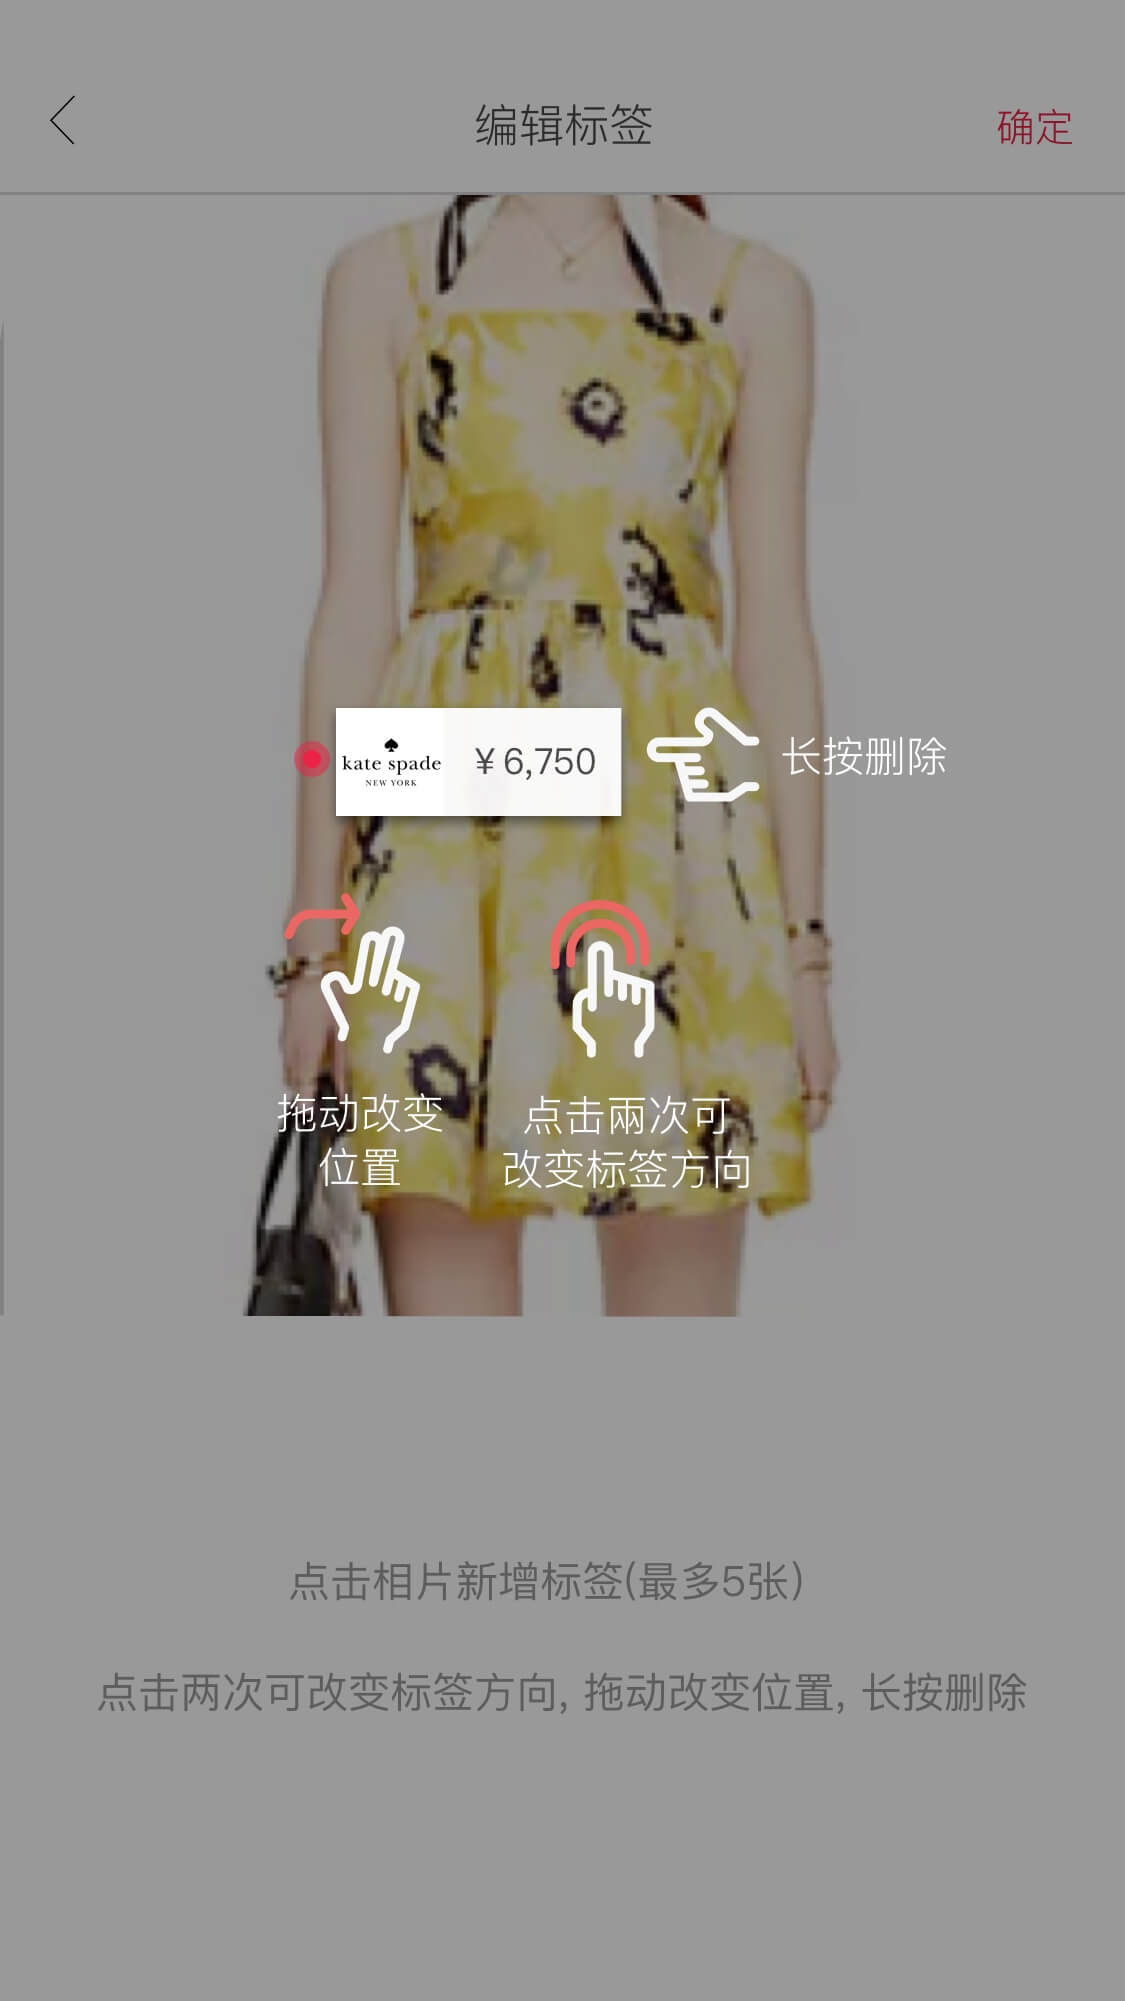 编辑标签
确定
kate spade
NEW YORK
¥ 6,750
长按删除
拖动改变
位置
点击兩次可
改变标签方向
点击相片新增标签(最多5张)
点击两次可改变标签方向, 拖动改变位置, 长按删除